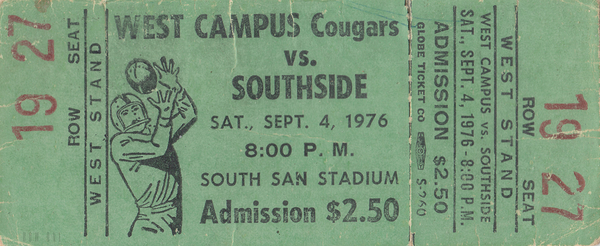 19 27
ROW SEAT
WEST STAND
WEST CAMPUS Cougars
vs.
SOUTHSIDE
SAT., SEPT. 4, 1976
8:00 P. M.
SOUTH SAN STADIUM
Admission $2.50
GLOBE TICKET CO S-260
ADMISSION $2.50
SAT., SEPT. 4, 1976 - 8:00 P.M.
WEST CAMPUS vs. SOUTHSIDE
WEST STAND
ROW SEAT
19 27